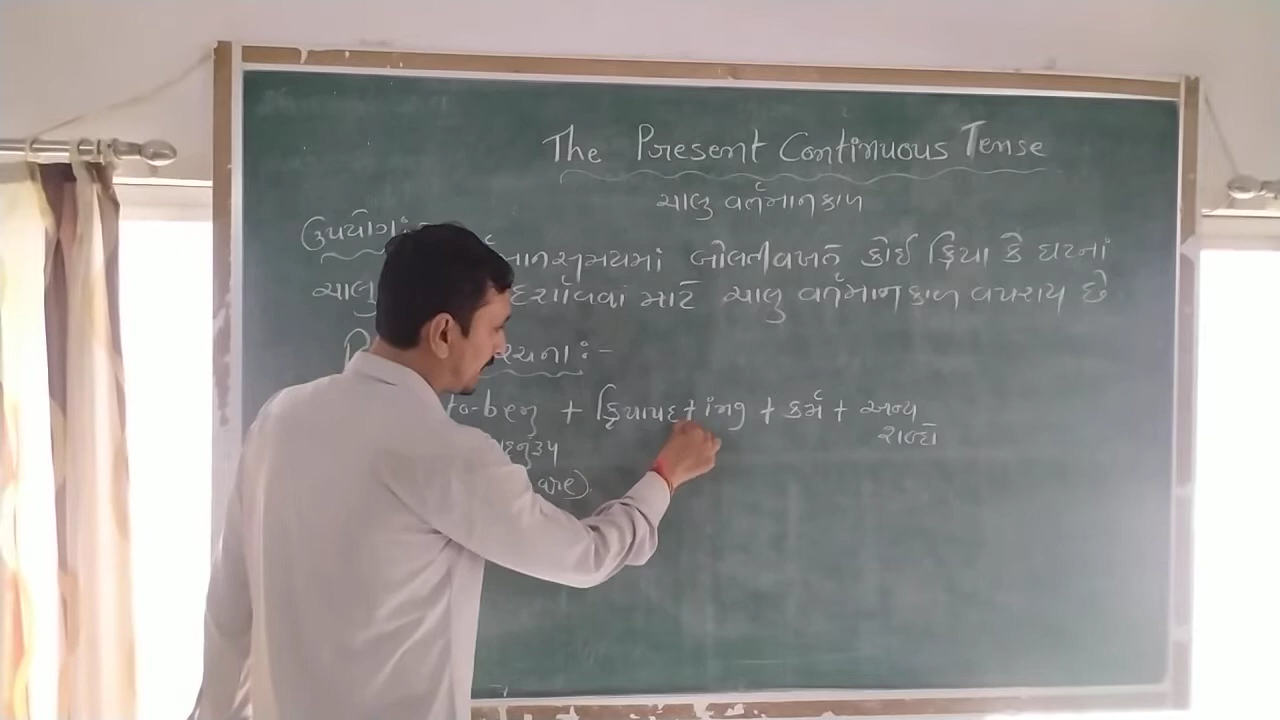 The Present Continuous Tense
ચાલુ વર્તમાનકાળ
ઉપયોગઃ-
સમયમાં બોલતી વખતે કોઈ ક્રિયા કે ઘટના
ચાલુ દર્શાવવા માટે ચાલુ વર્તમાનકાળ વપરાય છે
રચનાઃ-
to-be નું + ક્રિયાપદ + ing + કર્મ + અન્ય
શબ્દો
નું રૂપ
are).